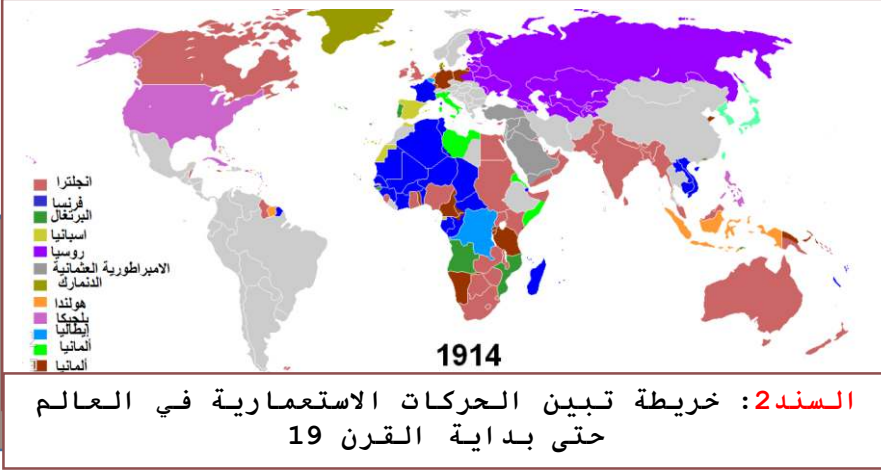 انجلترا
فرنسيا
البرتغال
اسبانيا
روسيا
الامبراطورية العثمانية
الدنمارك
هولندا
بلجيكا
إيطاليا
ألمانيا
ألمانيا
1914
السند2: خريطة تبين الحركات الاستعمارية في العالم
حتى بداية القرن 19